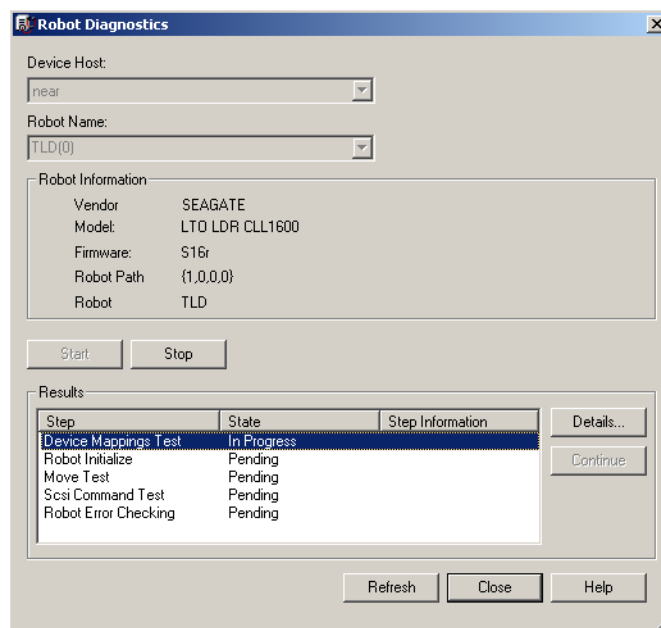 Robot Diagnostics
Device Host:
near
Robot Name:
TLD(0)
Robot Information
Vendor SEAGATE
Model: LTO LDR CLL1600
Firmware: S16r
Robot Path {1,0,0,0}
Robot TLD
Start Stop
Results
Step State Step Information
Device Mappings Test In Progress
Robot Initialize Pending
Move Test Pending
Scsi Command Test Pending
Robot Error Checking Pending
Details...
Continue
Refresh Close Help